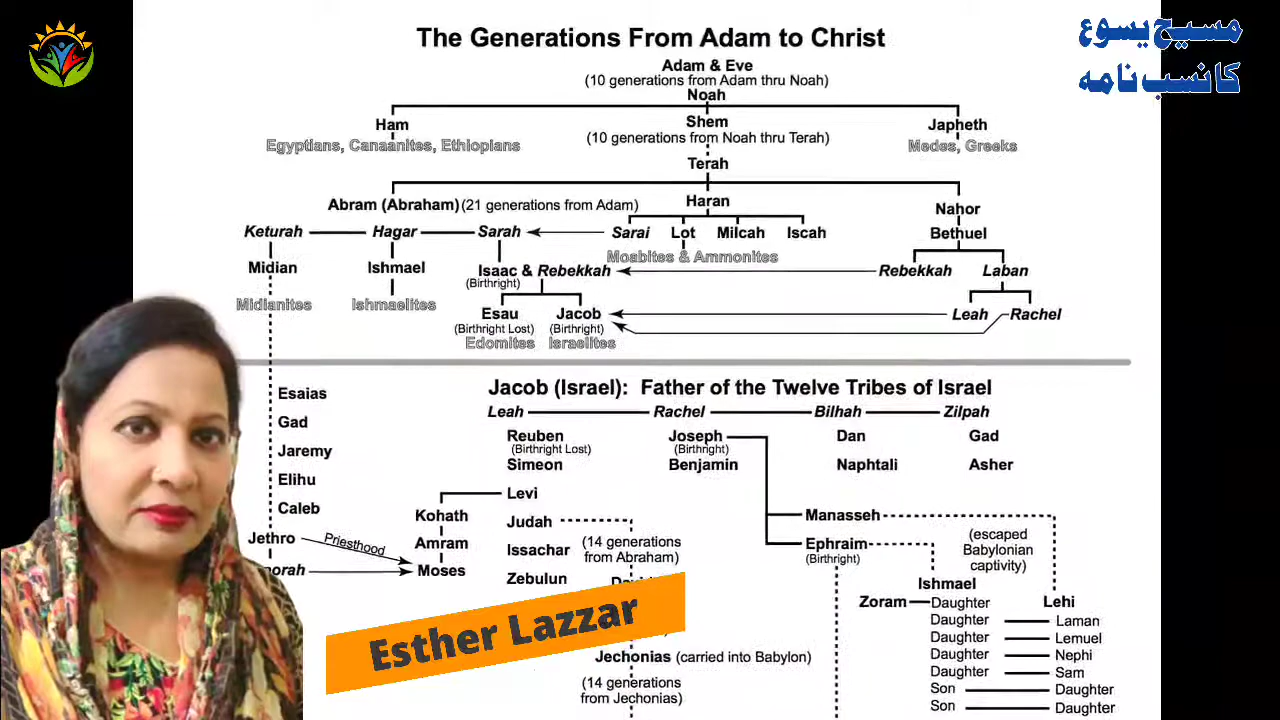 The Generations From Adam to Christ
مسیح یسوع
کا نسب نامہ
Adam & Eve
(10 generations from Adam thru Noah)
Noah
Ham
Shem
Japheth
Egyptians, Canaanites, Ethiopians
(10 generations from Noah thru Terah)
Medes, Greeks
Terah
Abram (Abraham) (21 generations from Adam)
Haran
Nahor
Keturah
Hagar
Sarah
Sarai
Lot
Milcah
Iscah
Bethuel
Moabites & Ammonites
Midian
Ishmael
Isaac & Rebekkah
Rebekkah
Laban
(Birthright)
Midianites
Ishmaelites
Esau
Jacob
Leah
Rachel
(Birthright Lost)
(Birthright)
Edomites
Israelites
Jacob (Israel): Father of the Twelve Tribes of Israel
Esaias
Leah
Rachel
Bilhah
Zilpah
Gad
Reuben
Joseph
Dan
Gad
(Birthright Lost)
(Birthright)
Jaremy
Simeon
Benjamin
Naphtali
Asher
Elihu
Levi
Caleb
Kohath
Judah
Manasseh
Jethro
Priesthood
Amram
Issachar
(14 generations
from Abraham)
Ephraim
(Birthright)
(escaped
Babylonian
captivity)
Moses
Zebulun
Ishmael
Zoram
Daughter
Lehi
Daughter
Laman
Daughter
Lemuel
Daughter
Nephi
Daughter
Sam
Son
Daughter
Son
Daughter
Esther Lazzar
Jechonias (carried into Babylon)
(14 generations
from Jechonias)